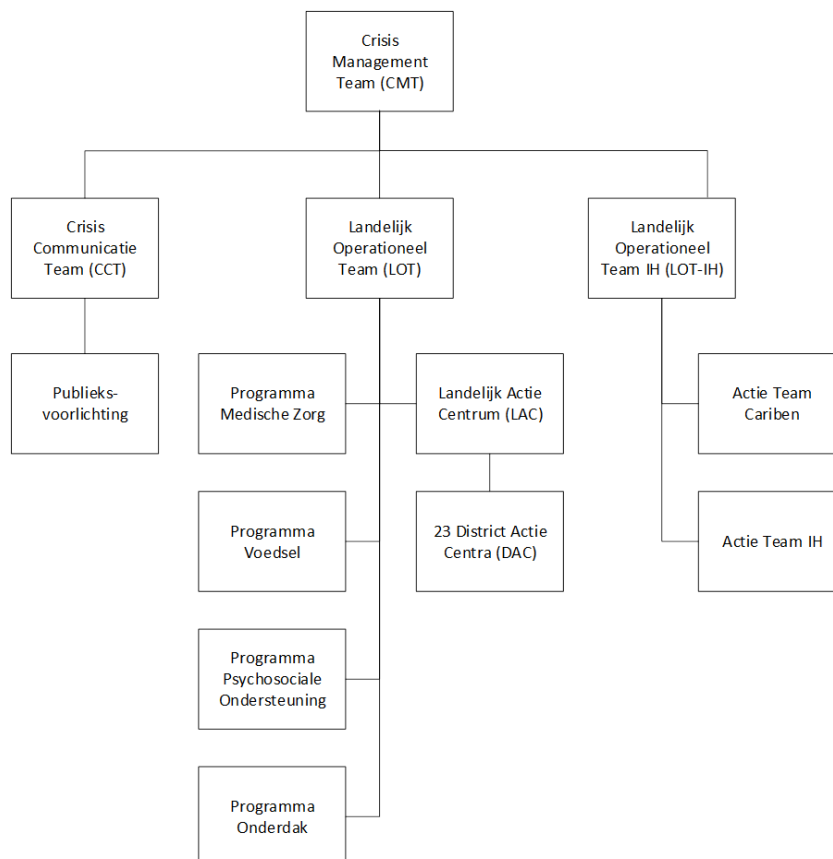 Crisis
Management
Team (CMT)
Crisis
Communicatie
Team (CCT)
Landelijk
Operationeel
Team (LOT)
Landelijk
Operationeel
Team IH (LOT-IH)
Publieks-
voorlichting
Programma
Medische Zorg
Landelijk Actie
Centrum (LAC)
Actie Team
Cariben
Programma
Voedsel
23 District Actie
Centra (DAC)
Actie Team IH
Programma
Psychosociale
Ondersteuning
Programma
Onderdak